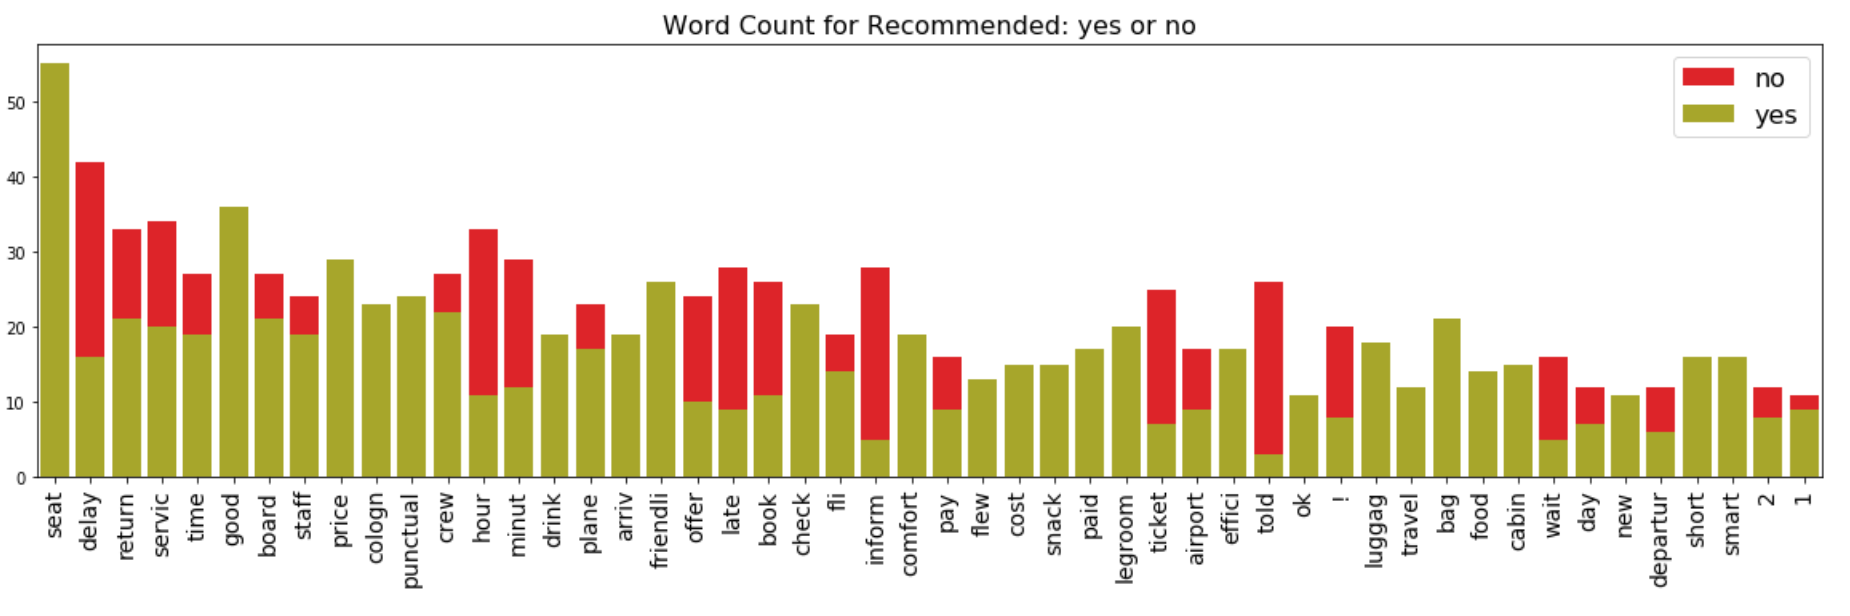 Word Count for Recommended: yes or no
no
yes
50
40
30
20
10
0
seat
delay
return
servic
time
good
board
staff
price
cologn
punctual
crew
hour
minut
drink
plane
arriv
friendli
offer
late
book
check
fli
inform
comfort
pay
flew
cost
snack
paid
legroom
ticket
airport
effici
told
ok
!
luggag
travel
bag
food
cabin
wait
day
new
departur
short
smart
2
1